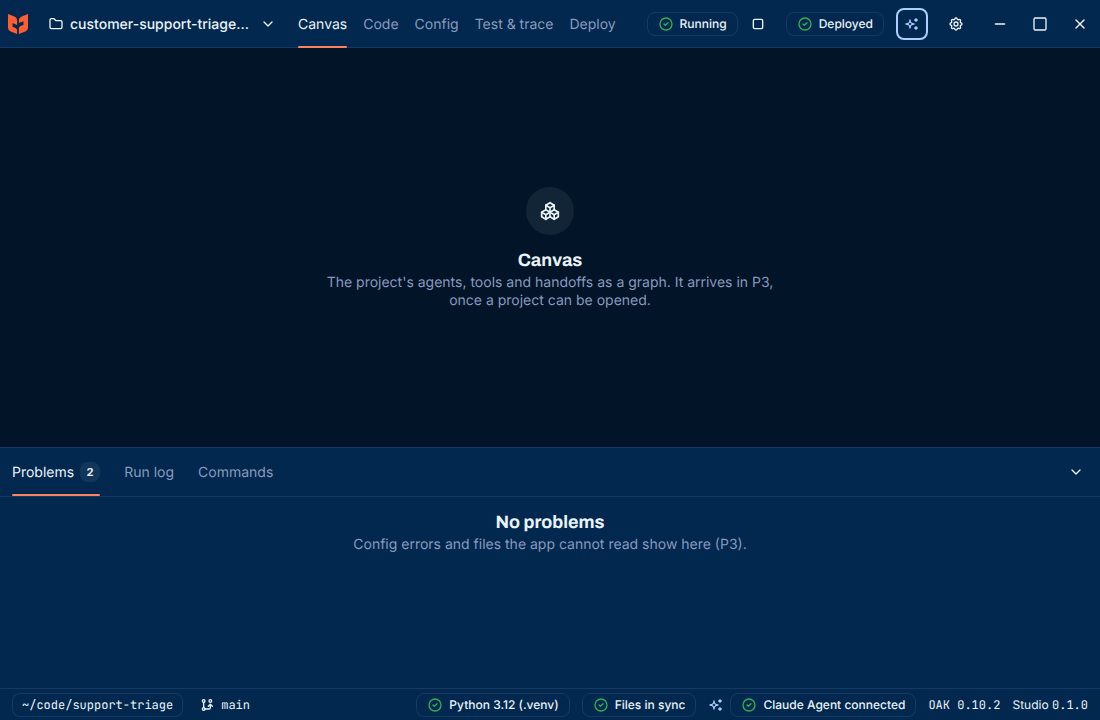 customer-support-triage... Canvas Code Config Test & trace Deploy Running Deployed
Canvas
The project's agents, tools and handoffs as a graph. It arrives in P3,
once a project can be opened.
Problems 2 Run log Commands
No problems
Config errors and files the app cannot read show here (P3).
~/code/support-triage main Python 3.12 (.venv) Files in sync Claude Agent connected OAK 0.10.2 Studio 0.1.0